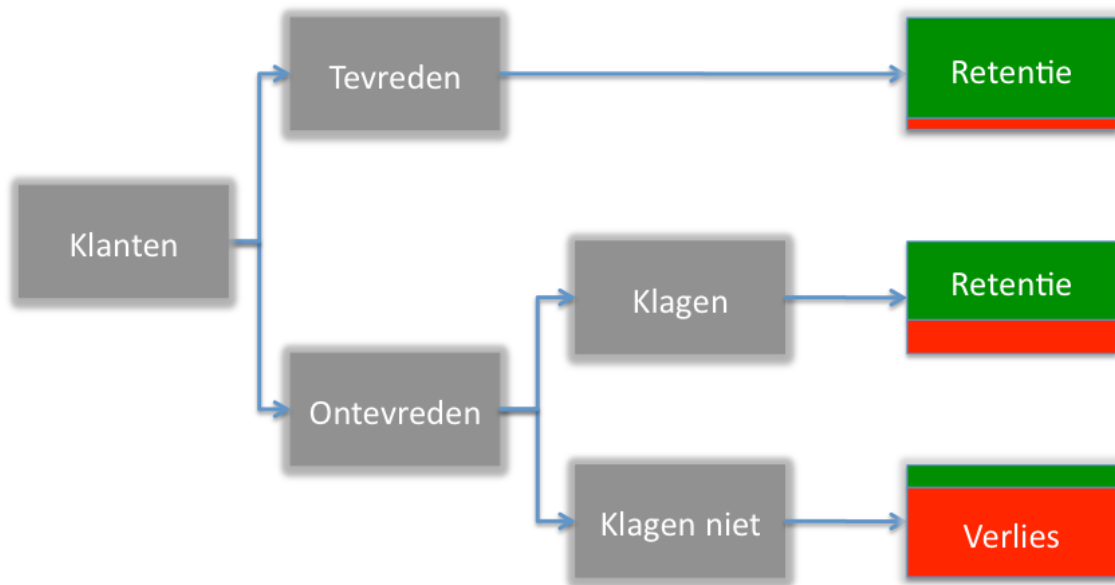 Tevreden
Retentie
Klanten
Klagen
Retentie
Ontevreden
Klagen niet
Verlies